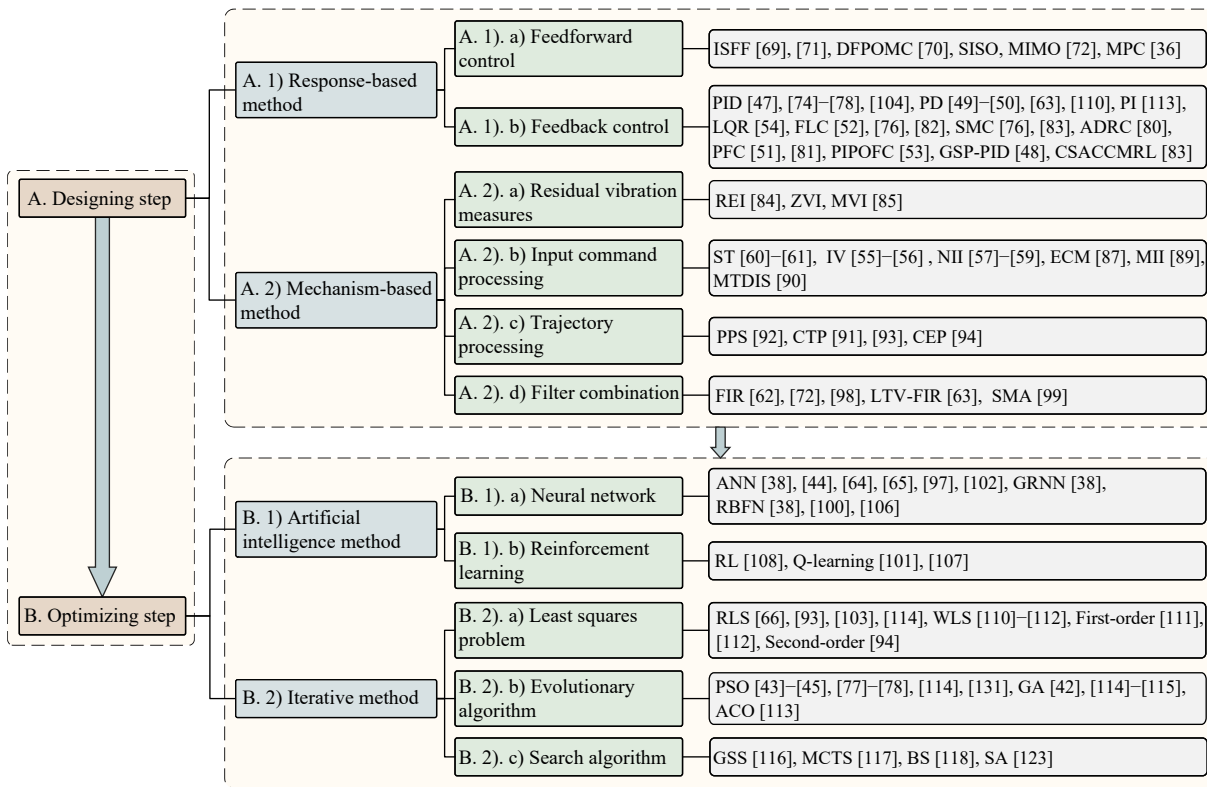 A. Designing step
A. 1) Response-based
method
A. 1). a) Feedforward
control
ISFF [69], [71], DFPOMC [70], SISO, MIMO [72], MPC [36]
A. 1). b) Feedback control
PID [47], [74]−[78], [104], PD [49]−[50], [63], [110], PI [113],
LQR [54], FLC [52], [76], [82], SMC [76], [83], ADRC [80],
PFC [51], [81], PIPOFC [53], GSP-PID [48], CSACCMRL [83]
A. 2) Mechanism-based
method
A. 2). a) Residual vibration
measures
REI [84], ZVI, MVI [85]
A. 2). b) Input command
processing
ST [60]−[61], IV [55]−[56] , NII [57]−[59], ECM [87], MII [89],
MTDIS [90]
A. 2). c) Trajectory
processing
PPS [92], CTP [91], [93], CEP [94]
A. 2). d) Filter combination
FIR [62], [72], [98], LTV-FIR [63], SMA [99]
B. Optimizing step
B. 1) Artificial
intelligence method
B. 1). a) Neural network
ANN [38], [44], [64], [65], [97], [102], GRNN [38],
RBFN [38], [100], [106]
B. 1). b) Reinforcement
learning
RL [108], Q-learning [101], [107]
B. 2) Iterative method
B. 2). a) Least squares
problem
RLS [66], [93], [103], [114], WLS [110]−[112], First-order [111],
[112], Second-order [94]
B. 2). b) Evolutionary
algorithm
PSO [43]−[45], [77]−[78], [114], [131], GA [42], [114]−[115],
ACO [113]
B. 2). c) Search algorithm
GSS [116], MCTS [117], BS [118], SA [123]